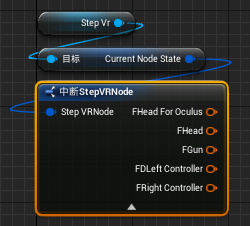 Step Vr
目标 Current Node State
中断StepVRNode
Step VRNode FHead For Oculus
FHead
FGun
FDLeft Controller
FRight Controller